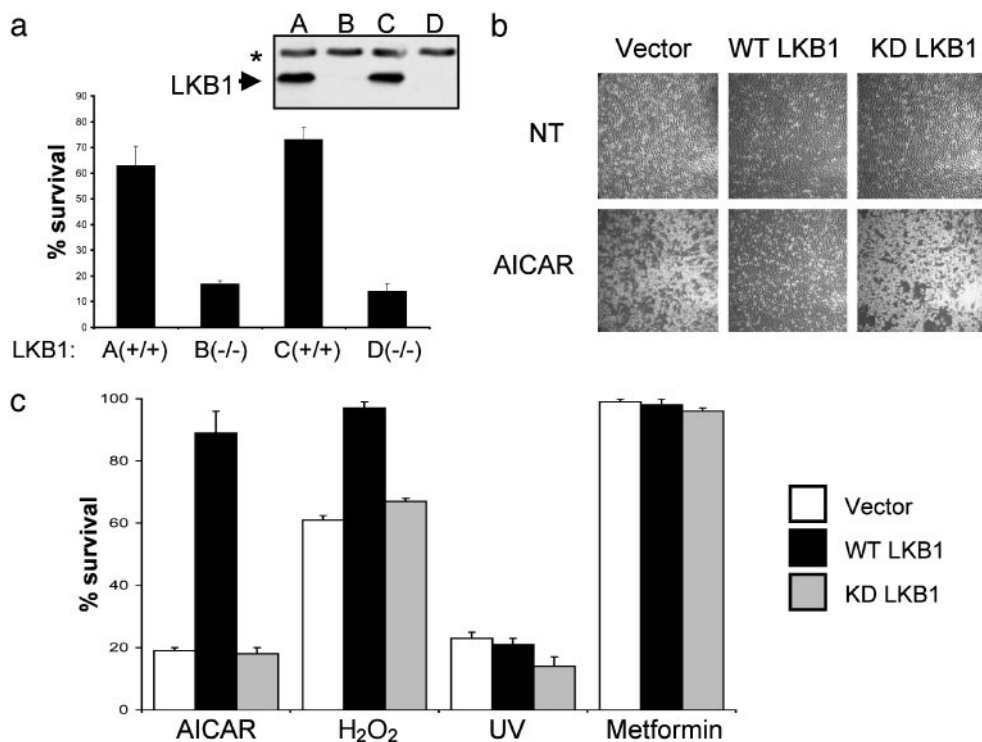 a
A B C D
*
LKB1
% survival
90
80
70
60
50
40
30
20
10
0
LKB1: A(+/+) B(-/-) C(+/+) D(-/-)
b
Vector WT LKB1 KD LKB1
NT
AICAR
c
% survival
100
80
60
40
20
0
AICAR H₂O₂ UV Metformin
Vector
WT LKB1
KD LKB1